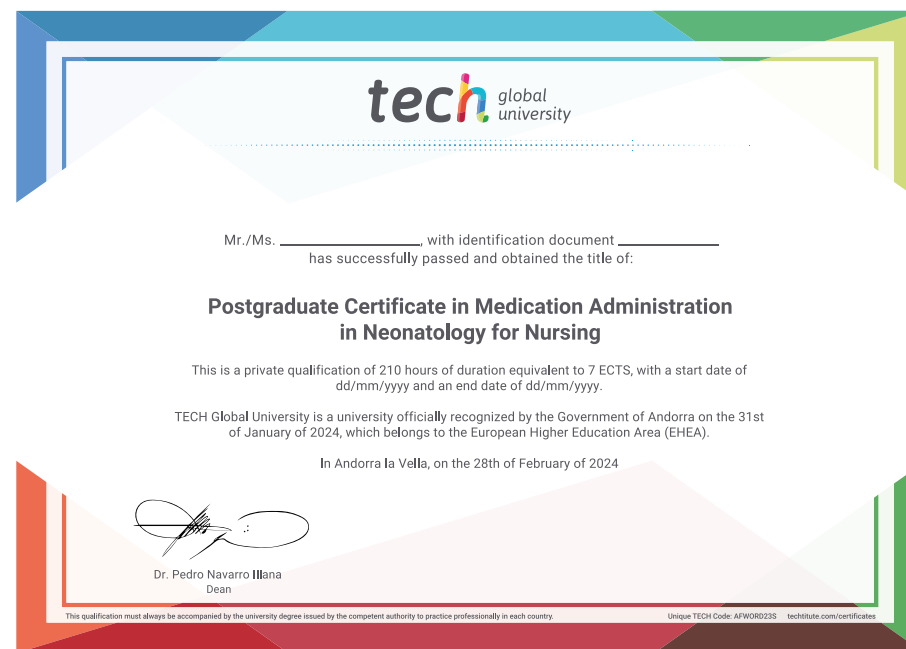 tech global
university
Mr./Ms. ____________________, with identification document ______________
has successfully passed and obtained the title of:
Postgraduate Certificate in Medication Administration
in Neonatology for Nursing
This is a private qualification of 210 hours of duration equivalent to 7 ECTS, with a start date of
dd/mm/yyyy and an end date of dd/mm/yyyy.
TECH Global University is a university officially recognized by the Government of Andorra on the 31st
of January of 2024, which belongs to the European Higher Education Area (EHEA).
In Andorra la Vella, on the 28th of February of 2024
Dr. Pedro Navarro Illana
Dean
This qualification must always be accompanied by the university degree issued by the competent authority to practice professionally in each country. Unique TECH Code: AFWORD23S techtitute.com/certificates